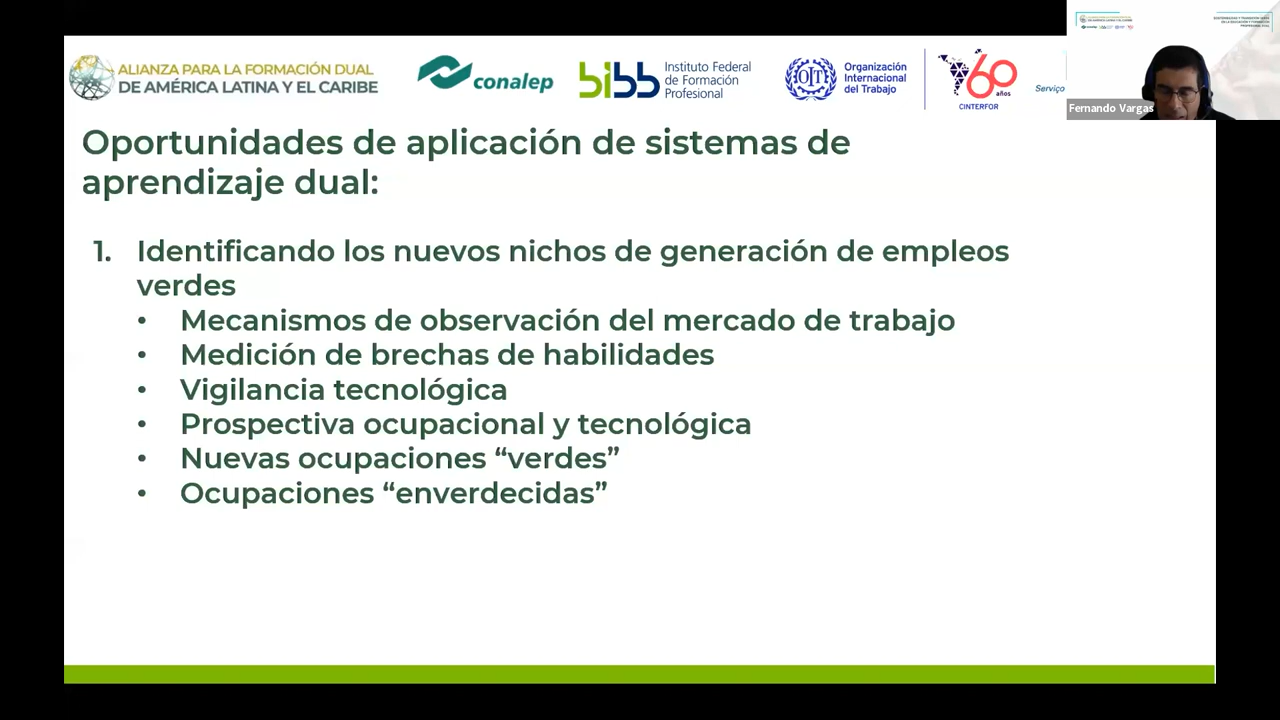 ALIANZA PARA LA FORMACIÓN DUAL
DE AMÉRICA LATINA Y EL CARIBE
conalep
bibb
Instituto Federal
de Formación
Profesional
Organización
Internacional
del Trabajo
60
años
CINTERFOR
Serviço
Fernando Vargas
Oportunidades de aplicación de sistemas de
aprendizaje dual:
1. Identificando los nuevos nichos de generación de empleos
verdes
• Mecanismos de observación del mercado de trabajo
• Medición de brechas de habilidades
• Vigilancia tecnológica
• Prospectiva ocupacional y tecnológica
• Nuevas ocupaciones “verdes”
• Ocupaciones “enverdecidas”